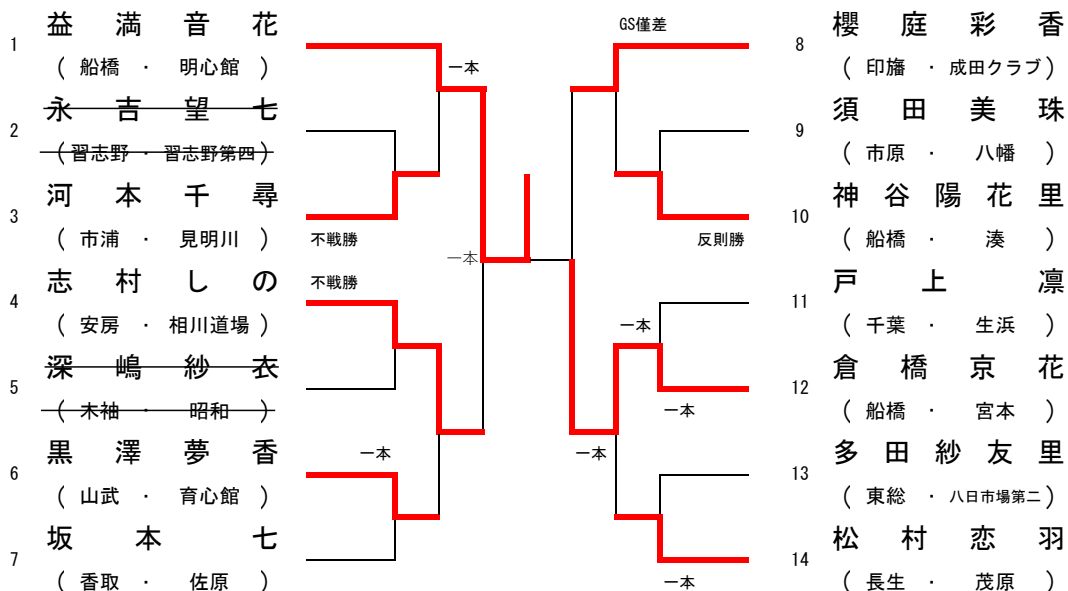 1 益満音花
(船橋 ・ 明心館)
2 永吉望七
(習志野 ・ 習志野第四)
3 河本千尋
(市浦 ・ 見明川)
4 志村しの
(安房 ・ 相川道場)
5 深嶋紗衣
(木袖 ・ 昭和)
6 黒澤夢香
(山武 ・ 育心館)
7 坂本七
(香取 ・ 佐原)
一本
不戦勝
不戦勝
一本
一本
GS僅差
反則勝
一本
一本
一本
一本
8 櫻庭彩香
(印旛 ・ 成田クラブ)
9 須田美珠
(市原 ・ 八幡)
10 神谷陽花里
(船橋 ・ 湊)
11 戸上凛
(千葉 ・ 生浜)
12 倉橋京花
(船橋 ・ 宮本)
13 多田紗友里
(東総 ・ 八日市場第二)
14 松村恋羽
(長生 ・ 茂原)